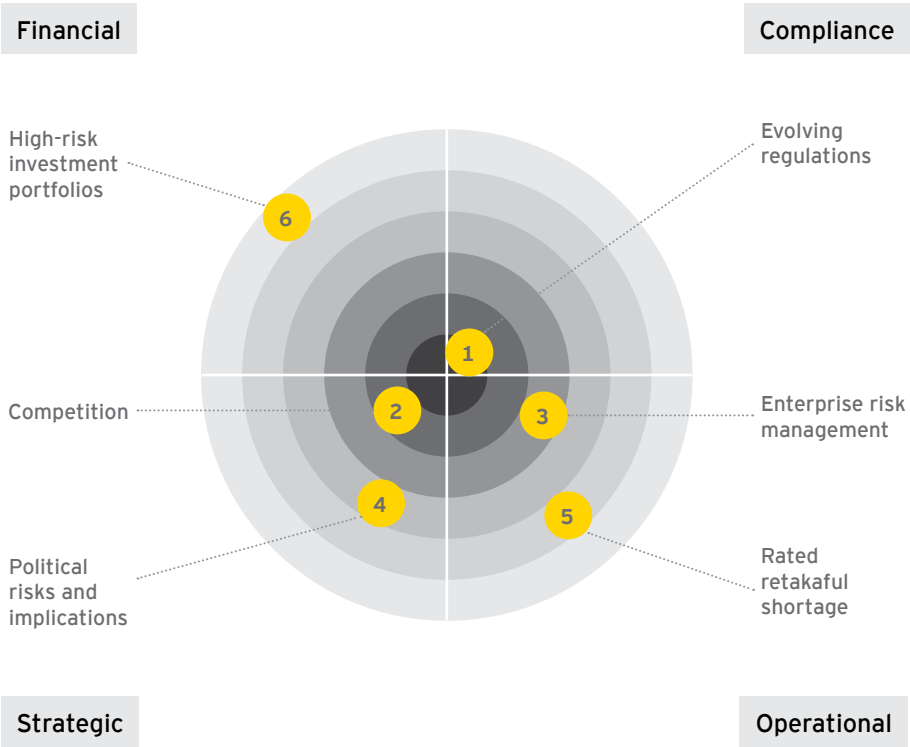 Financial
Compliance
High-risk
investment
portfolios
Evolving
regulations
6
1
Competition
2
3
Enterprise risk
management
4
5
Political
risks and
implications
Rated
retakaful
shortage
Strategic
Operational